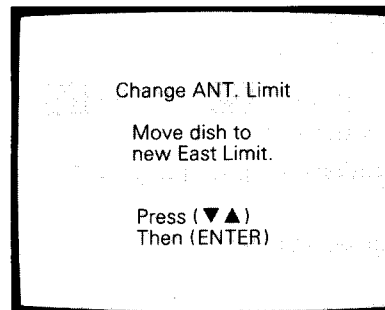 Change ANT. Limit
Move dish to
new East Limit.
Press (▼▲)
Then (ENTER)